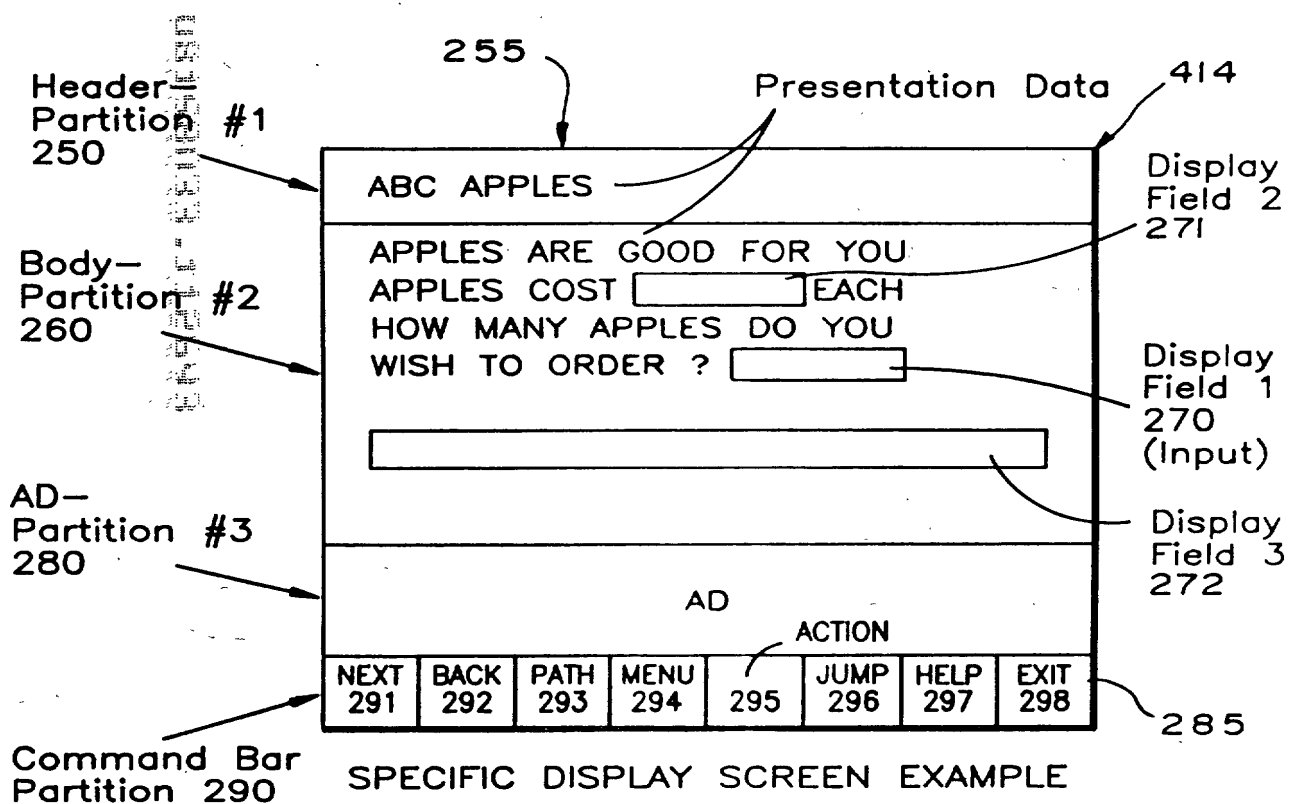 255
Header-
Partition #1
250
Presentation Data
414
ABC APPLES
Display
Field 2
271
APPLES ARE GOOD FOR YOU
APPLES COST EACH
HOW MANY APPLES DO YOU
WISH TO ORDER ?
Body-
Partition #2
260
Display
Field 1
270
(Input)
AD-
Partition #3
280
Display
Field 3
272
AD
ACTION
NEXT BACK PATH MENU JUMP HELP EXIT
291 292 293 294 295 296 297 298
285
Command Bar
Partition 290
SPECIFIC DISPLAY SCREEN EXAMPLE